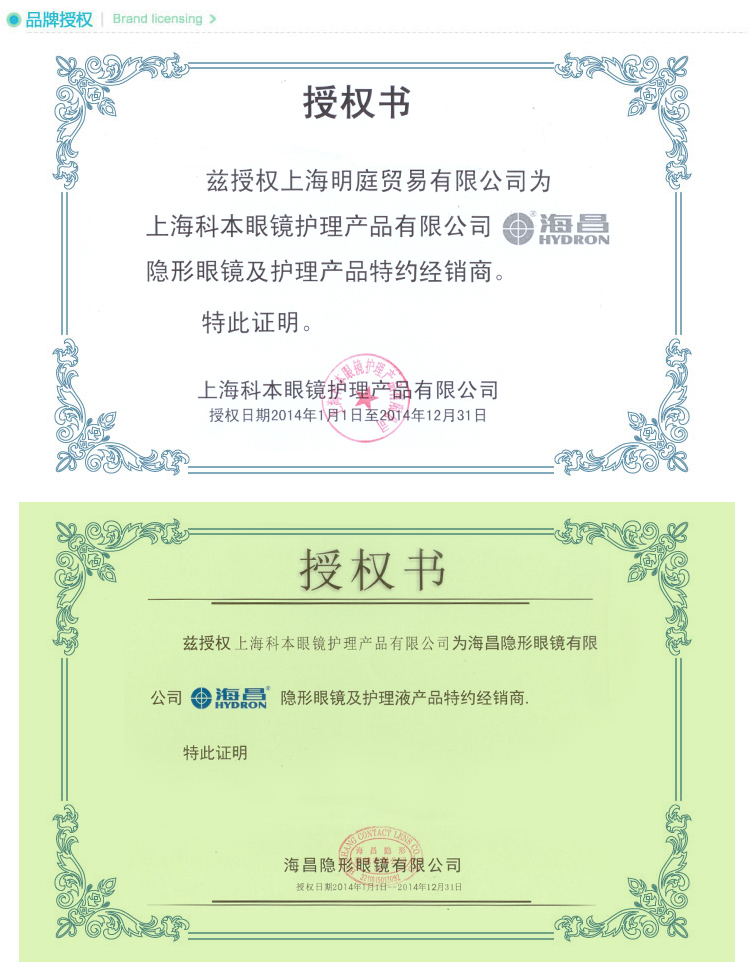 品牌授权 | Brand licensing >
授权书
兹授权上海明庭贸易有限公司为
上海科本眼镜护理产品有限公司 海昌® HYDRON
隐形眼镜及护理产品特约经销商。
特此证明。
上海科本眼镜护理产品有限公司
授权日期2014年1月1日至2014年12月31日
授权书
兹授权上海科本眼镜护理产品有限公司为海昌隐形眼镜有限
公司 海昌® HYDRON 隐形眼镜及护理液产品特约经销商.
特此证明
海昌隐形眼镜有限公司
授权日期2014年1月1日--2014年12月31日